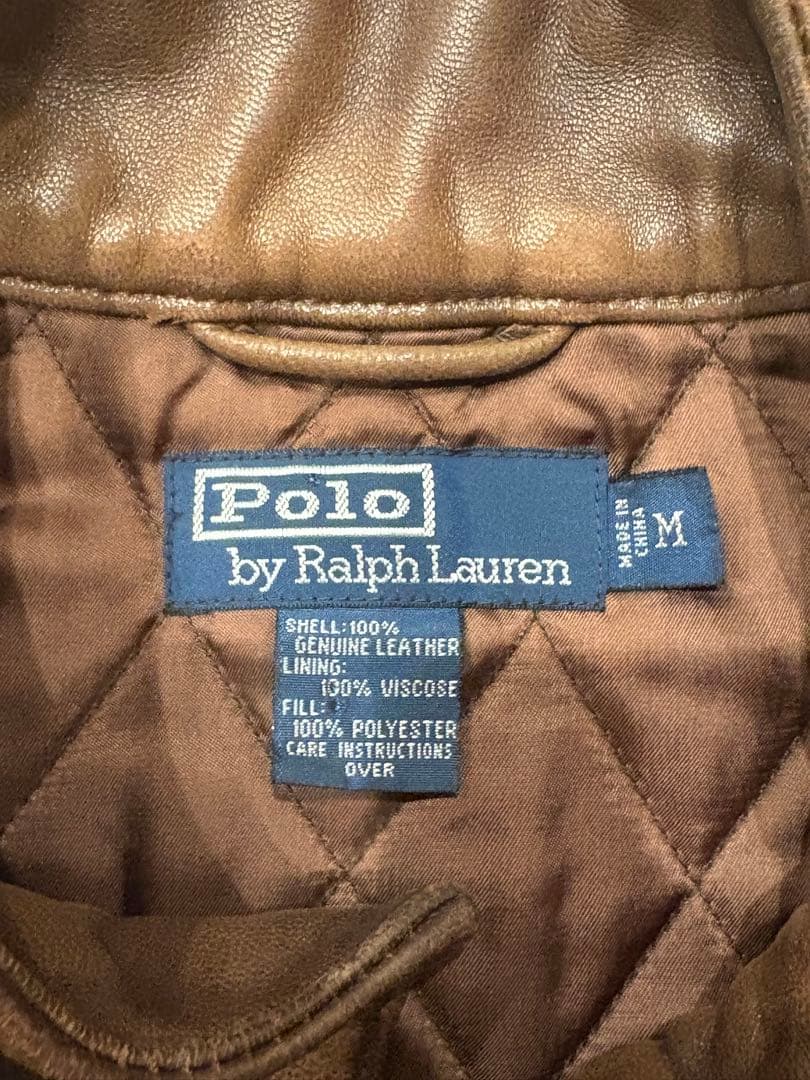 Polo
by Ralph Lauren
MADE IN
CHINA
M
SHELL:100%
GENUINE LEATHER
LINING:
100% VISCOSE
FILL:
100% POLYESTER
CARE INSTRUCTIONS
OVER